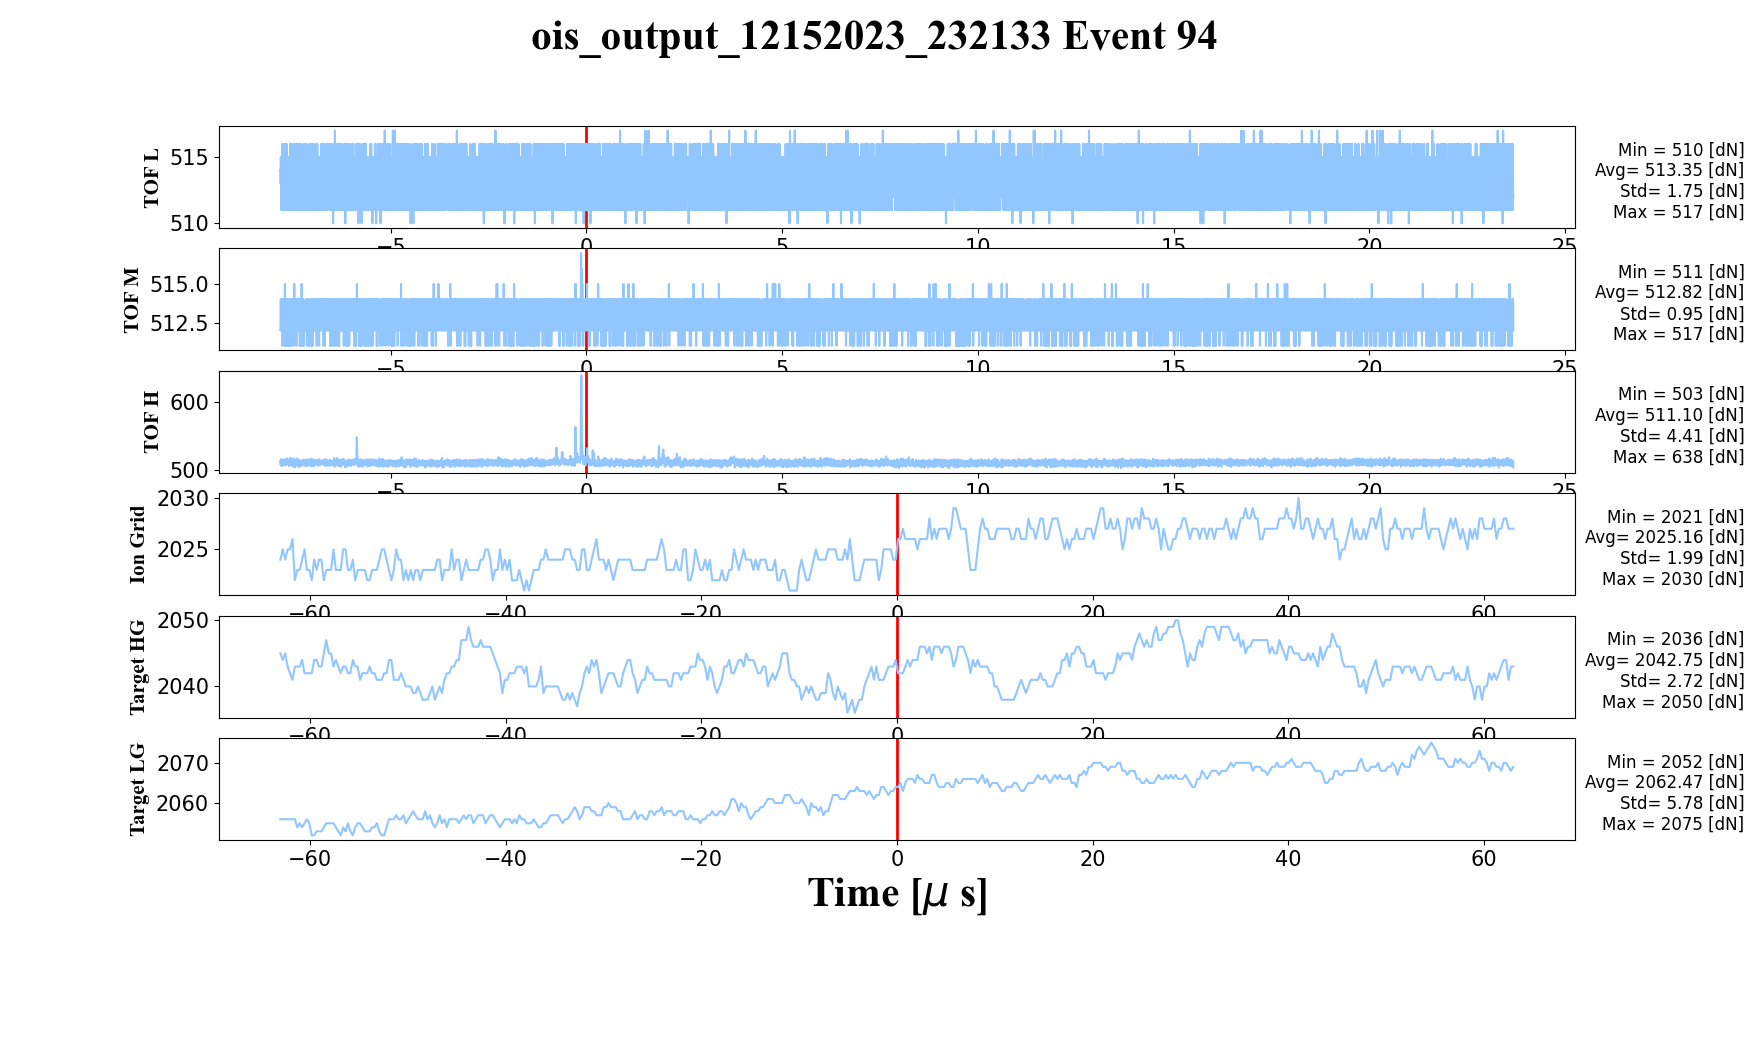 ois_output_12152023_232133 Event 94
TOF L
515
510
Min = 510 [dN]
Avg= 513.35 [dN]
Std= 1.75 [dN]
Max = 517 [dN]
−5 0 5 10 15 20 25
TOF M
515.0
512.5
Min = 511 [dN]
Avg= 512.82 [dN]
Std= 0.95 [dN]
Max = 517 [dN]
−5 0 5 10 15 20 25
TOF H
600
500
Min = 503 [dN]
Avg= 511.10 [dN]
Std= 4.41 [dN]
Max = 638 [dN]
−5 0 5 10 15 20 25
Ion Grid
2030
2025
Min = 2021 [dN]
Avg= 2025.16 [dN]
Std= 1.99 [dN]
Max = 2030 [dN]
−60 −40 −20 0 20 40 60
Target HG
2050
2040
Min = 2036 [dN]
Avg= 2042.75 [dN]
Std= 2.72 [dN]
Max = 2050 [dN]
−60 −40 −20 0 20 40 60
Target LG
2070
2060
Min = 2052 [dN]
Avg= 2062.47 [dN]
Std= 5.78 [dN]
Max = 2075 [dN]
−60 −40 −20 0 20 40 60
Time [μ s]